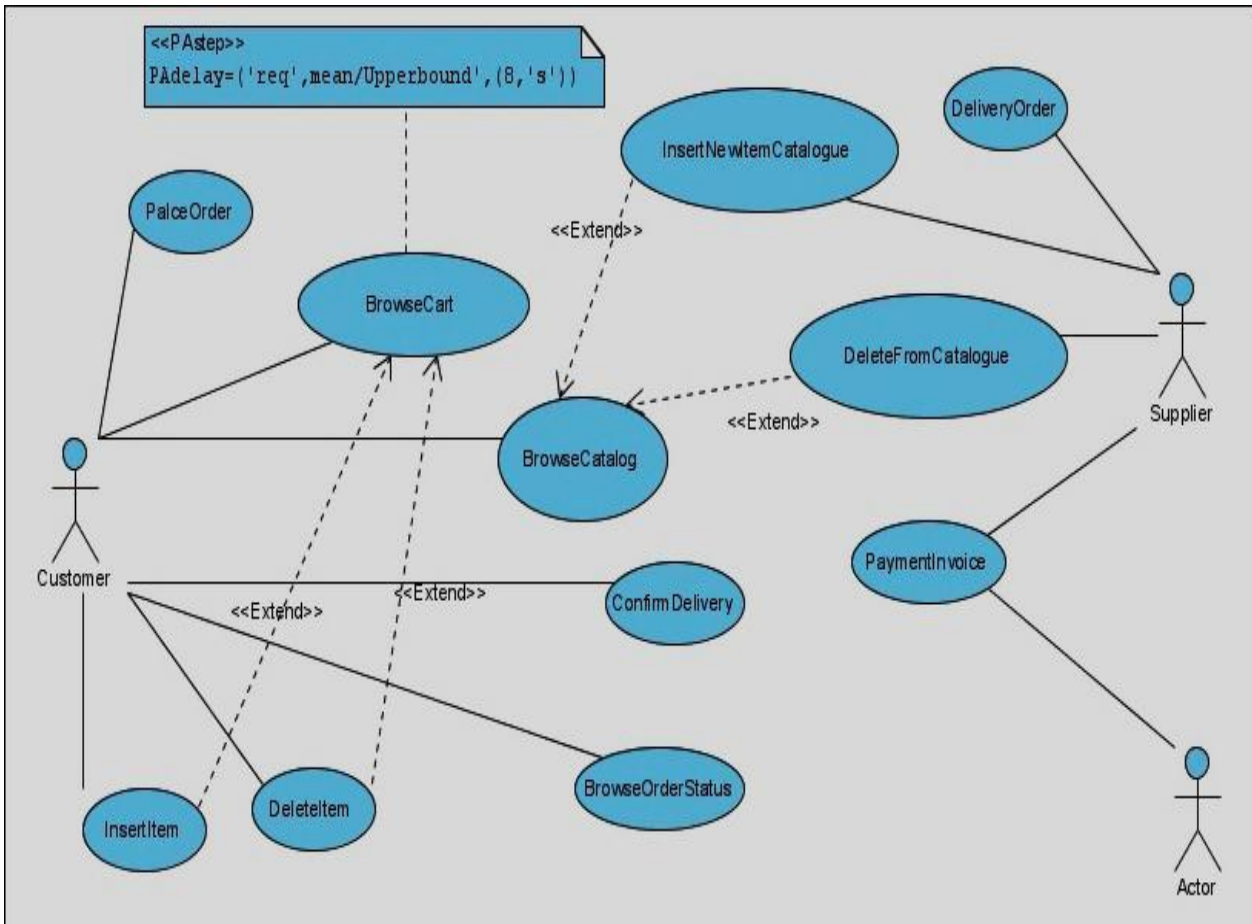 <<PAstep>>
PAdelay=('req',mean/Upperbound',(8,'s'))
DeliveryOrder
InsertNewItemCatalogue
PalceOrder
<<Extend>>
BrowseCart
DeleteFromCatalogue
Supplier
<<Extend>>
BrowseCatalog
PaymentInvoice
Customer
<<Extend>>
<<Extend>>
ConfirmDelivery
BrowseOrderStatus
DeleteItem
InsertItem
Actor